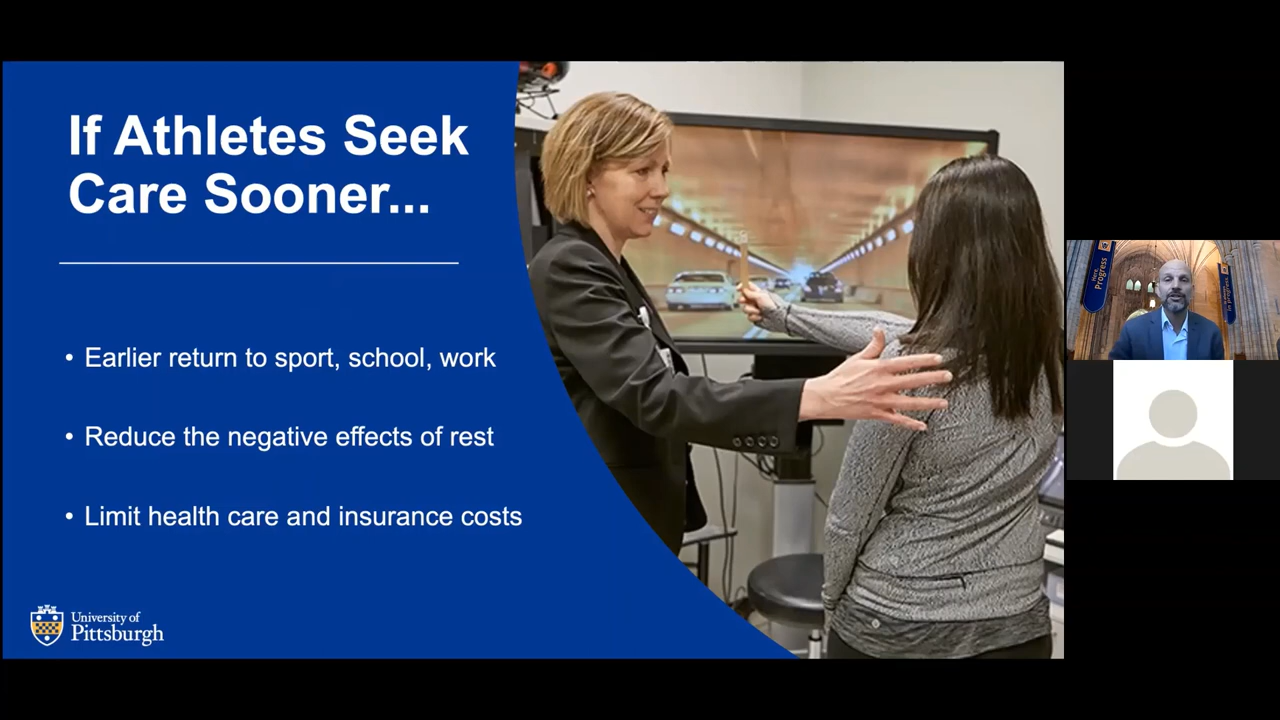 If Athletes Seek
Care Sooner...
• Earlier return to sport, school, work
• Reduce the negative effects of rest
• Limit health care and insurance costs
University of
Pittsburgh
Progress